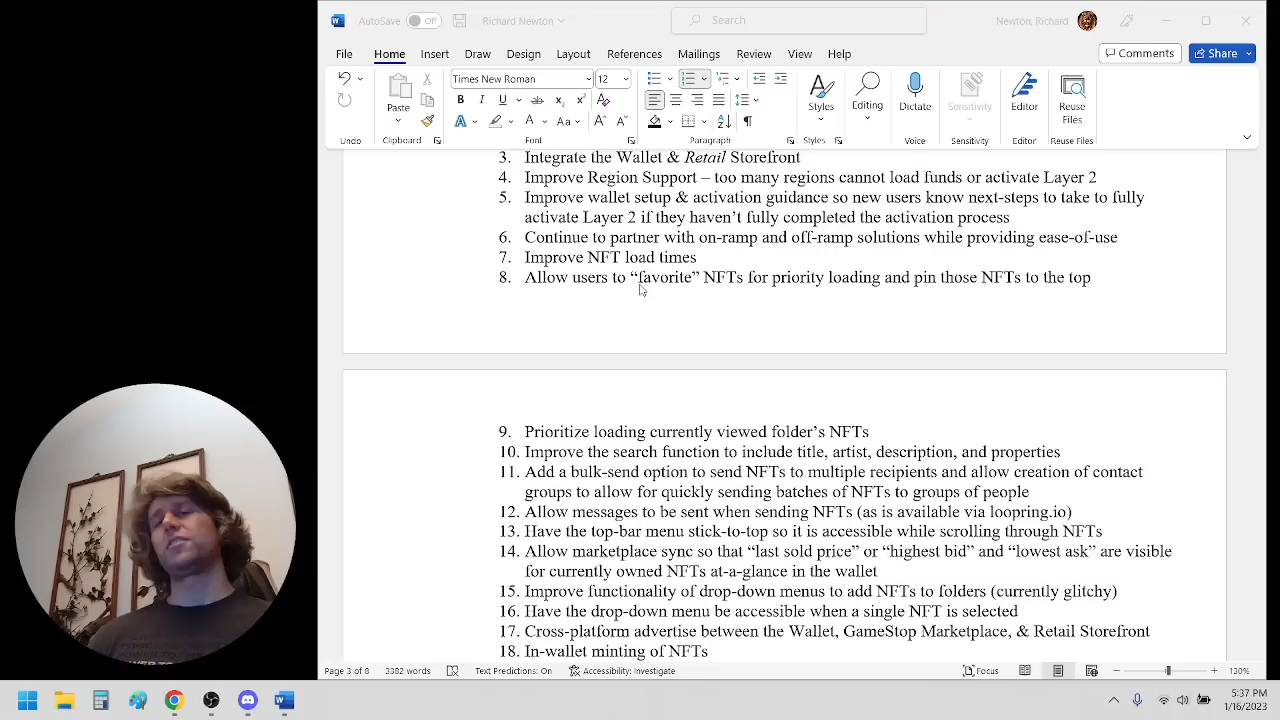 AutoSave Off Richard Newton Search Newton, Richard
File Home Insert Draw Design Layout References Mailings Review View Help Comments Share
Times New Roman 12
Paste Styles Editing Dictate Sensitivity Editor Reuse Files
Undo Clipboard Font Paragraph Styles Voice Sensitivity Editor Reuse Files
3. Integrate the Wallet & Retail Storefront
4. Improve Region Support – too many regions cannot load funds or activate Layer 2
5. Improve wallet setup & activation guidance so new users know next-steps to take to fully
activate Layer 2 if they haven’t fully completed the activation process
6. Continue to partner with on-ramp and off-ramp solutions while providing ease-of-use
7. Improve NFT load times
8. Allow users to “favorite” NFTs for priority loading and pin those NFTs to the top
9. Prioritize loading currently viewed folder’s NFTs
10. Improve the search function to include title, artist, description, and properties
11. Add a bulk-send option to send NFTs to multiple recipients and allow creation of contact
groups to allow for quickly sending batches of NFTs to groups of people
12. Allow messages to be sent when sending NFTs (as is available via loopring.io)
13. Have the top-bar menu stick-to-top so it is accessible while scrolling through NFTs
14. Allow marketplace sync so that “last sold price” or “highest bid” and “lowest ask” are visible
for currently owned NFTs at-a-glance in the wallet
15. Improve functionality of drop-down menus to add NFTs to folders (currently glitchy)
16. Have the drop-down menu be accessible when a single NFT is selected
17. Cross-platform advertise between the Wallet, GameStop Marketplace, & Retail Storefront
18. In-wallet minting of NFTs
Page 3 of 8 3382 words Text Predictions: On Accessibility: Investigate Focus 130%
5:37 PM
1/16/2023